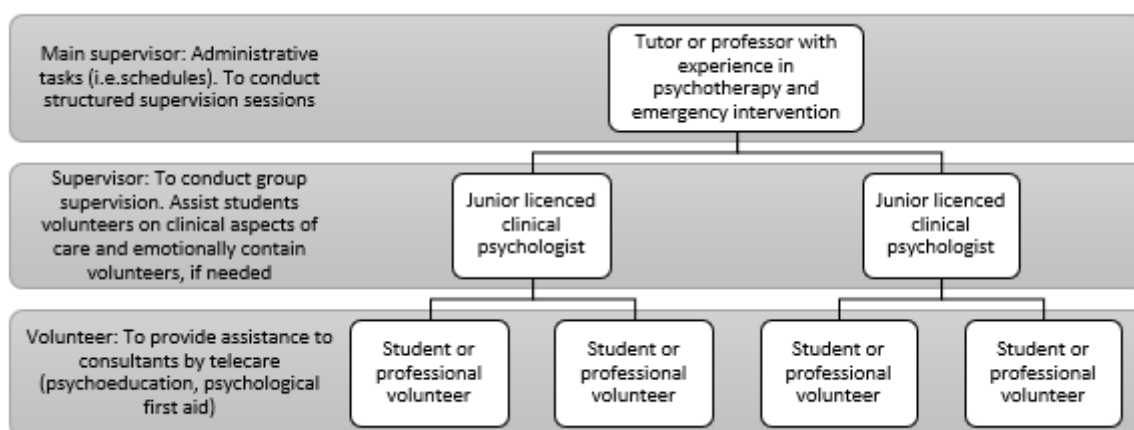 Main supervisor: Administrative
tasks (i.e.schedules). To conduct
structured supervision sessions
Tutor or professor with
experience in
psychotherapy and
emergency intervention
Supervisor: To conduct group
supervision. Assist students
volunteers on clinical aspects of
care and emotionally contain
volunteers, if needed
Junior licenced
clinical
psychologist
Junior licenced
clinical
psychologist
Volunteer: To provide assistance to
consultants by telecare
(psychoeducation, psychological
first aid)
Student or
professional
volunteer
Student or
professional
volunteer
Student or
professional
volunteer
Student or
professional
volunteer